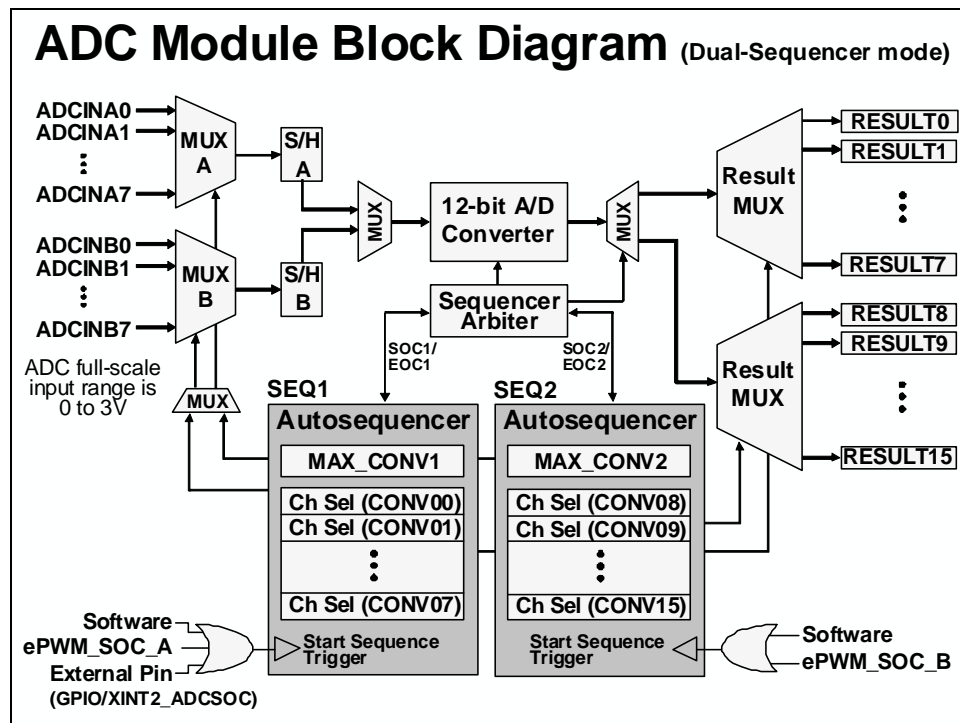 ADC Module Block Diagram (Dual-Sequencer mode)
ADCINA0
ADCINA1
ADCINA7
MUX
A
S/H
A
ADCINB0
ADCINB1
ADCINB7
MUX
B
S/H
B
MUX
12-bit A/D
Converter
MUX
Sequencer
Arbiter
Result
MUX
RESULT0
RESULT1
RESULT7
Result
MUX
RESULT8
RESULT9
RESULT15
ADC full-scale
input range is
0 to 3V
MUX
SOC1/
EOC1
SOC2/
EOC2
SEQ1
Autosequencer
MAX_CONV1
Ch Sel (CONV00)
Ch Sel (CONV01)
Ch Sel (CONV07)
Start Sequence
Trigger
SEQ2
Autosequencer
MAX_CONV2
Ch Sel (CONV08)
Ch Sel (CONV09)
Ch Sel (CONV15)
Start Sequence
Trigger
Software
ePWM_SOC_A
External Pin
(GPIO/XINT2_ADCSOC)
Software
ePWM_SOC_B